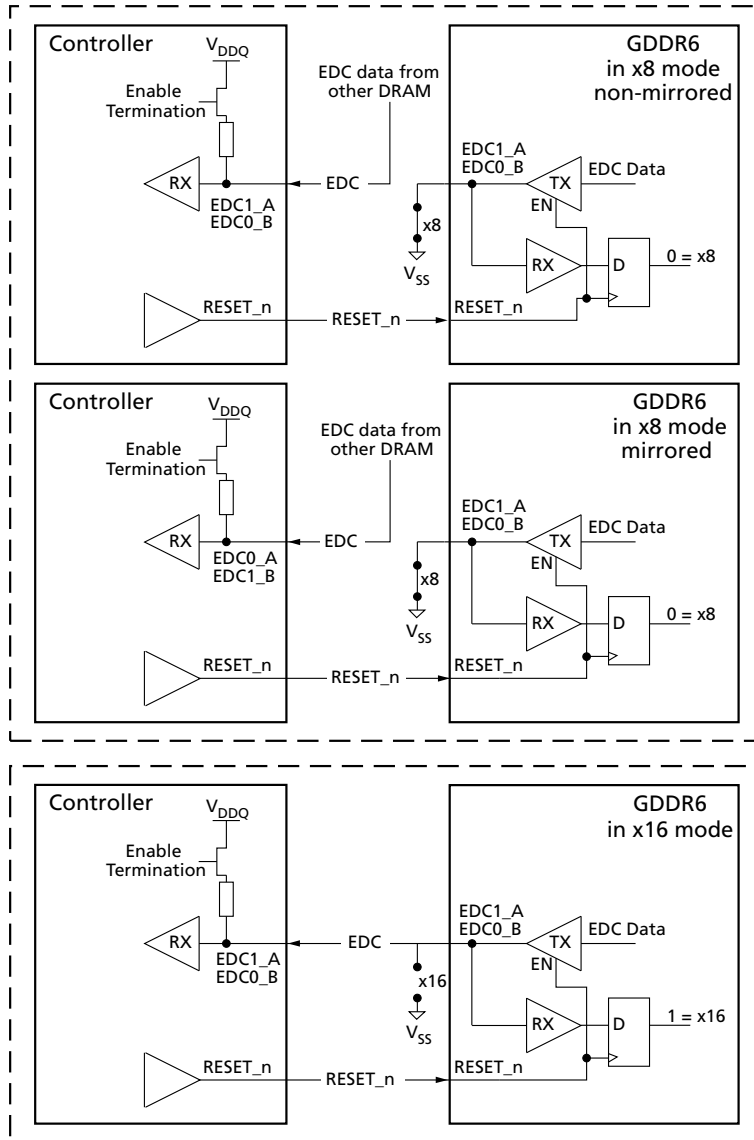 Controller
V_DDQ
Enable
Termination
RX
EDC1_A
EDC0_B
RESET_n
EDC data from
other DRAM
EDC
x8
V_SS
RESET_n
GDDR6
in x8 mode
non-mirrored
EDC1_A
EDC0_B
TX
EDC Data
EN
RX
D
0 = x8
RESET_n
Controller
V_DDQ
Enable
Termination
RX
EDC0_A
EDC1_B
RESET_n
EDC data from
other DRAM
EDC
x8
V_SS
RESET_n
GDDR6
in x8 mode
mirrored
EDC1_A
EDC0_B
TX
EDC Data
EN
RX
D
0 = x8
RESET_n
Controller
V_DDQ
Enable
Termination
RX
EDC1_A
EDC0_B
RESET_n
EDC
x16
V_SS
RESET_n
GDDR6
in x16 mode
EDC1_A
EDC0_B
TX
EDC Data
EN
RX
D
1 = x16
RESET_n